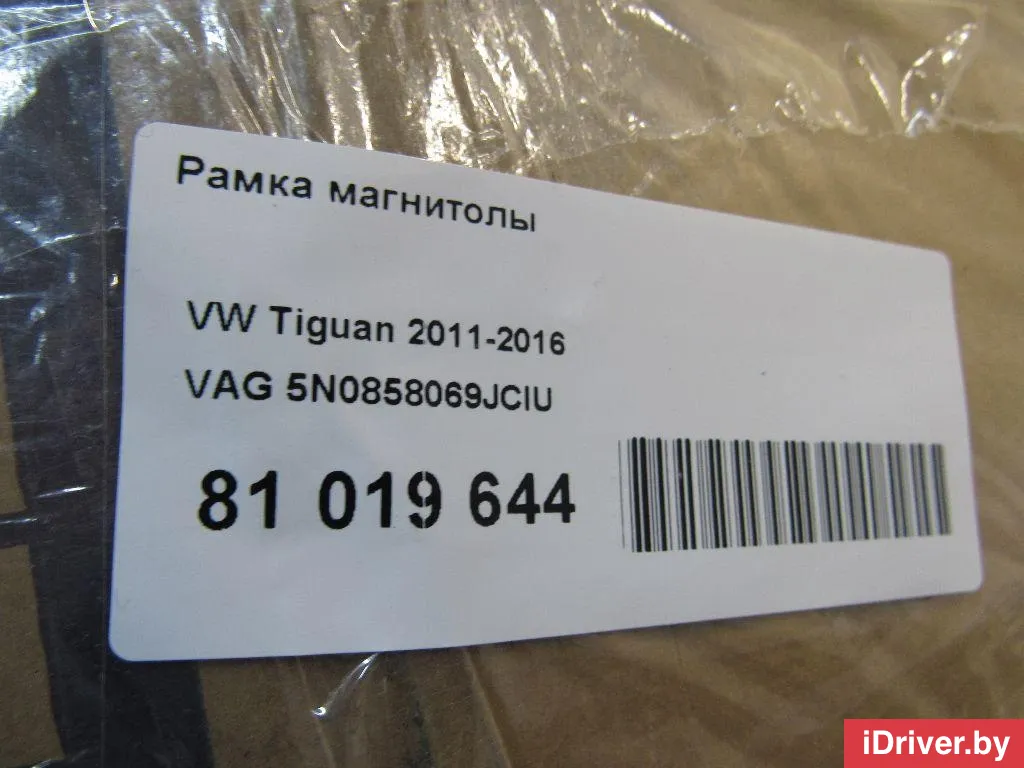 Рамка магнитолы
VW Tiguan 2011-2016
VAG 5N0858069JCIU
81 019 644
iDriver.by